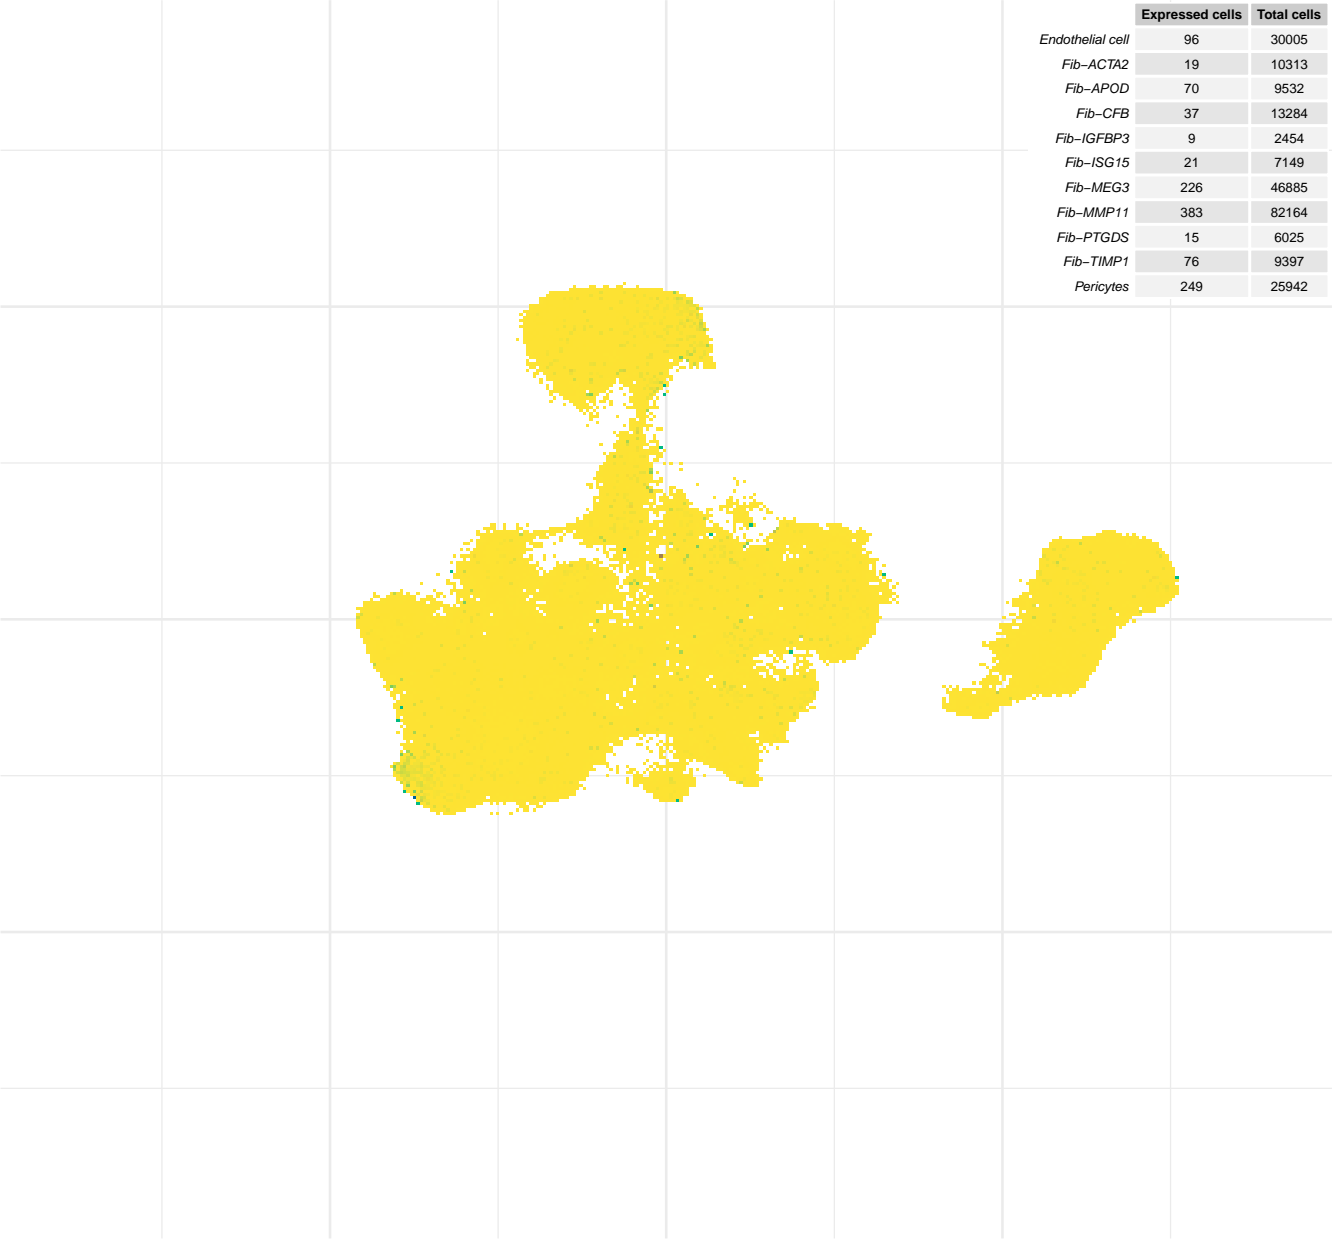 Expressed cells Total cells
Endothelial cell 96 30005
Fib−ACTA2 19 10313
Fib−APOD 70 9532
Fib−CFB 37 13284
Fib−IGFBP3 9 2454
Fib−ISG15 21 7149
Fib−MEG3 226 46885
Fib−MMP11 383 82164
Fib−PTGDS 15 6025
Fib−TIMP1 76 9397
Pericytes 249 25942